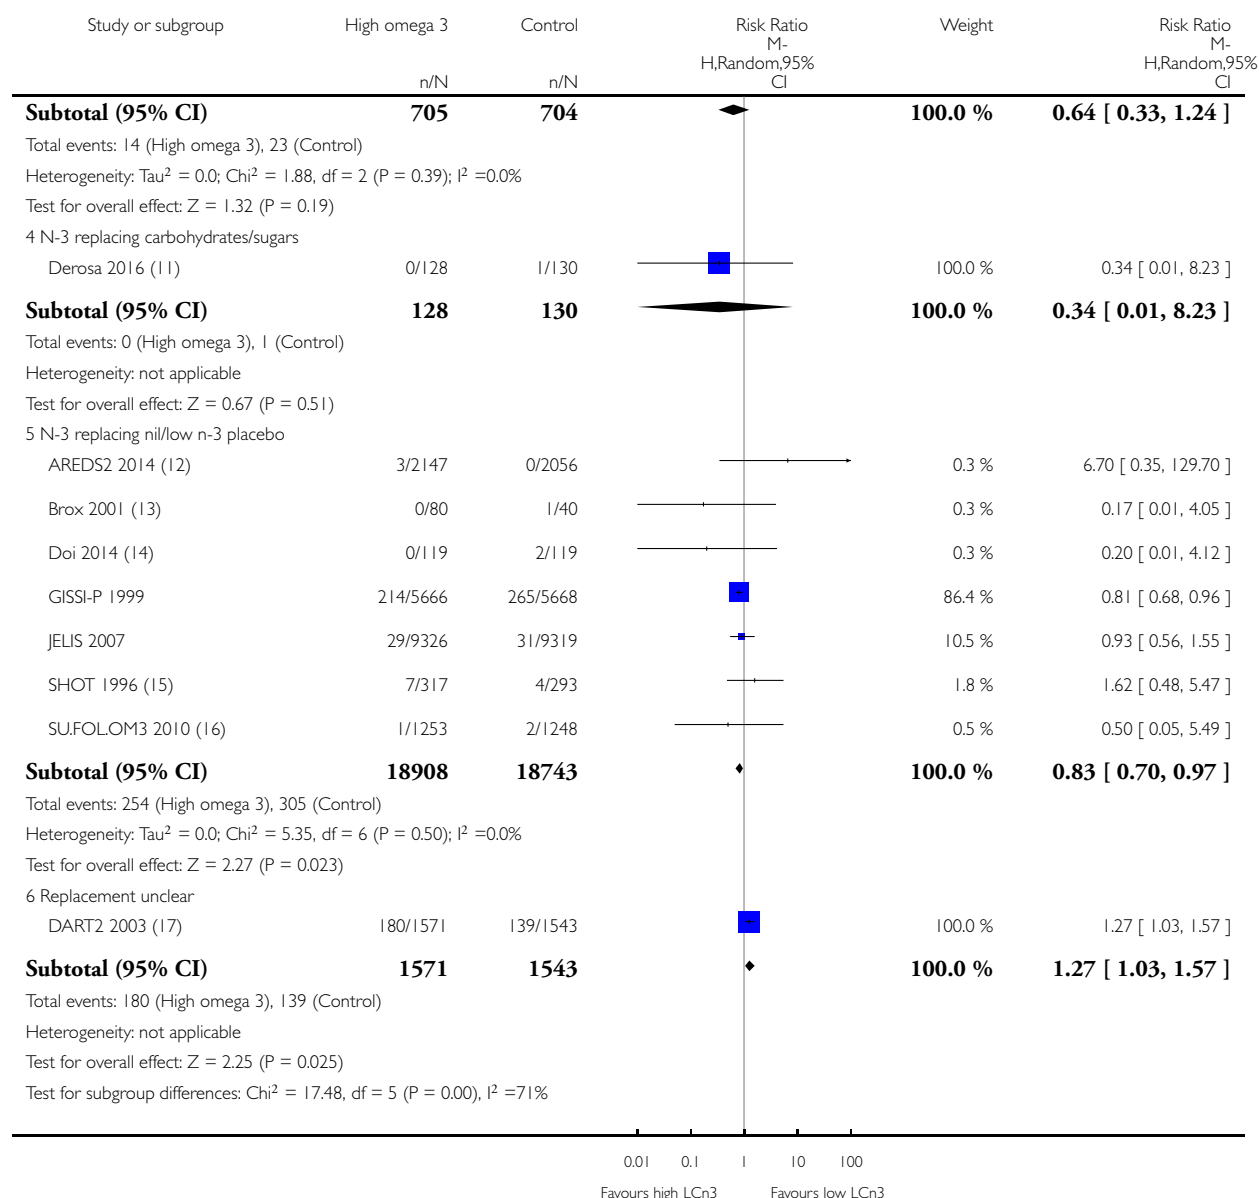 Study or subgroup High omega 3 Control Risk Ratio Weight Risk Ratio
M- M-
H,Random,95% H,Random,95%
n/N n/N CI CI
Subtotal (95% CI) 705 704 100.0 % 0.64 [ 0.33, 1.24 ]
Total events: 14 (High omega 3), 23 (Control)
Heterogeneity: Tau² = 0.0; Chi² = 1.88, df = 2 (P = 0.39); I² =0.0%
Test for overall effect: Z = 1.32 (P = 0.19)
4 N-3 replacing carbohydrates/sugars
Derosa 2016 (11) 0/128 1/130 100.0 % 0.34 [ 0.01, 8.23 ]
Subtotal (95% CI) 128 130 100.0 % 0.34 [ 0.01, 8.23 ]
Total events: 0 (High omega 3), 1 (Control)
Heterogeneity: not applicable
Test for overall effect: Z = 0.67 (P = 0.51)
5 N-3 replacing nil/low n-3 placebo
AREDS2 2014 (12) 3/2147 0/2056 0.3 % 6.70 [ 0.35, 129.70 ]
Brox 2001 (13) 0/80 1/40 0.3 % 0.17 [ 0.01, 4.05 ]
Doi 2014 (14) 0/119 2/119 0.3 % 0.20 [ 0.01, 4.12 ]
GISSI-P 1999 214/5666 265/5668 86.4 % 0.81 [ 0.68, 0.96 ]
JELIS 2007 29/9326 31/9319 10.5 % 0.93 [ 0.56, 1.55 ]
SHOT 1996 (15) 7/317 4/293 1.8 % 1.62 [ 0.48, 5.47 ]
SU.FOL.OM3 2010 (16) 1/1253 2/1248 0.5 % 0.50 [ 0.05, 5.49 ]
Subtotal (95% CI) 18908 18743 100.0 % 0.83 [ 0.70, 0.97 ]
Total events: 254 (High omega 3), 305 (Control)
Heterogeneity: Tau² = 0.0; Chi² = 5.35, df = 6 (P = 0.50); I² =0.0%
Test for overall effect: Z = 2.27 (P = 0.023)
6 Replacement unclear
DART2 2003 (17) 180/1571 139/1543 100.0 % 1.27 [ 1.03, 1.57 ]
Subtotal (95% CI) 1571 1543 100.0 % 1.27 [ 1.03, 1.57 ]
Total events: 180 (High omega 3), 139 (Control)
Heterogeneity: not applicable
Test for overall effect: Z = 2.25 (P = 0.025)
Test for subgroup differences: Chi² = 17.48, df = 5 (P = 0.00), I² =71%
0.01 0.1 1 10 100
Favours high LCn3 Favours low LCn3